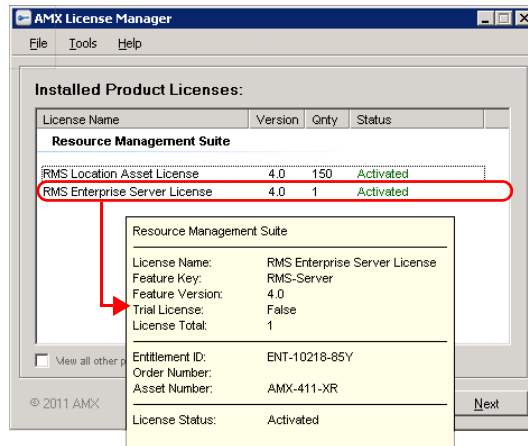 AMX License Manager
File Tools Help
Installed Product Licenses:
License Name Version Qnty Status
Resource Management Suite
RMS Location Asset License 4.0 150 Activated
RMS Enterprise Server License 4.0 1 Activated
Resource Management Suite
License Name: RMS Enterprise Server License
Feature Key: RMS-Server
Feature Version: 4.0
Trial License: False
License Total: 1
Entitlement ID: ENT-10218-85Y
Order Number:
Asset Number: AMX-411-XR
License Status: Activated
View all other
© 2011 AMX
Next